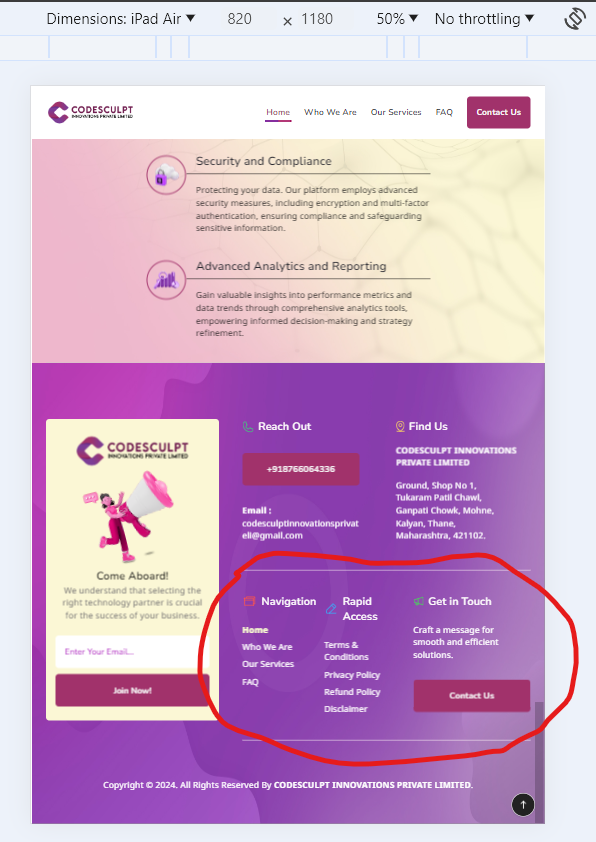 Dimensions: iPad Air 820 × 1180 50% No throttling
CODESCULPT
INNOVATIONS PRIVATE LIMITED
Home Who We Are Our Services FAQ Contact Us
Security and Compliance
Protecting your data. Our platform employs advanced
security measures, including encryption and multi-factor
authentication, ensuring compliance and safeguarding
sensitive information.
Advanced Analytics and Reporting
Gain valuable insights into performance metrics and
data trends through comprehensive analytics tools,
empowering informed decision-making and strategy
refinement.
CODESCULPT
INNOVATIONS PRIVATE LIMITED
Come Aboard!
We understand that selecting the
right technology partner is crucial
for the success of your business.
Enter Your Email...
Join Now!
Reach Out
+918766064336
Email :
codesculptinnovationsprivat
ell@gmail.com
Find Us
CODESCULPT INNOVATIONS
PRIVATE LIMITED
Ground, Shop No 1,
Tukaram Patil Chawl,
Ganpati Chowk, Mohne,
Kalyan, Thane,
Maharashtra, 421102.
Navigation
Home
Who We Are
Our Services
FAQ
Rapid
Access
Terms &
Conditions
Privacy Policy
Refund Policy
Disclaimer
Get in Touch
Craft a message for
smooth and efficient
solutions.
Contact Us
Copyright © 2024. All Rights Reserved By CODESCULPT INNOVATIONS PRIVATE LIMITED.